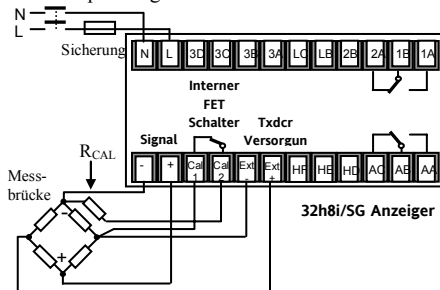 N
L
Sicherung
N L 3D 3C 3B 3A LC LB 2B 2A 1B 1A
Interner
FET
Schalter
Txdcr
Versorgun
Signal
R_CAL
- + Cal 1 Cal 2 Ext - Ext + HF HE HD AC AB AA
Mess-
brücke
-
+
32h8i/SG Anzeiger